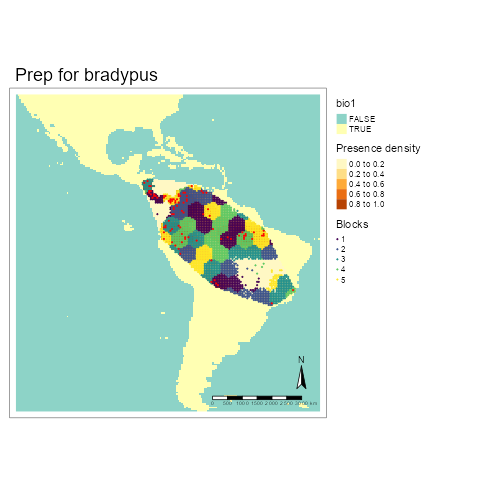 Prep for bradypus
bio1
FALSE
TRUE
Presence density
0.0 to 0.2
0.2 to 0.4
0.4 to 0.6
0.6 to 0.8
0.8 to 1.0
Blocks
1
2
3
4
5
N
0 500 1000 1500 2000 2500 3000 km